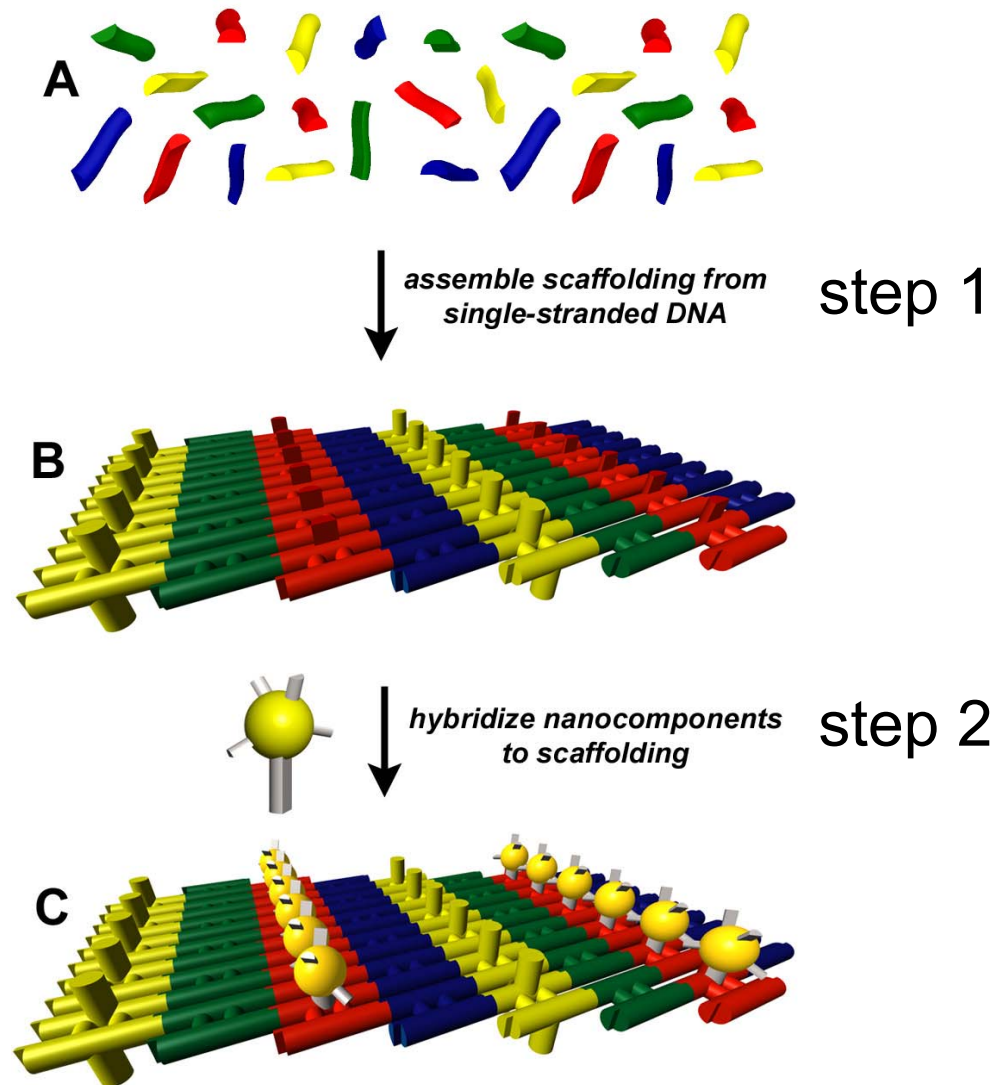 A
assemble scaffolding from
single-stranded DNA
step 1
B
hybridize nanocomponents
to scaffolding
step 2
C